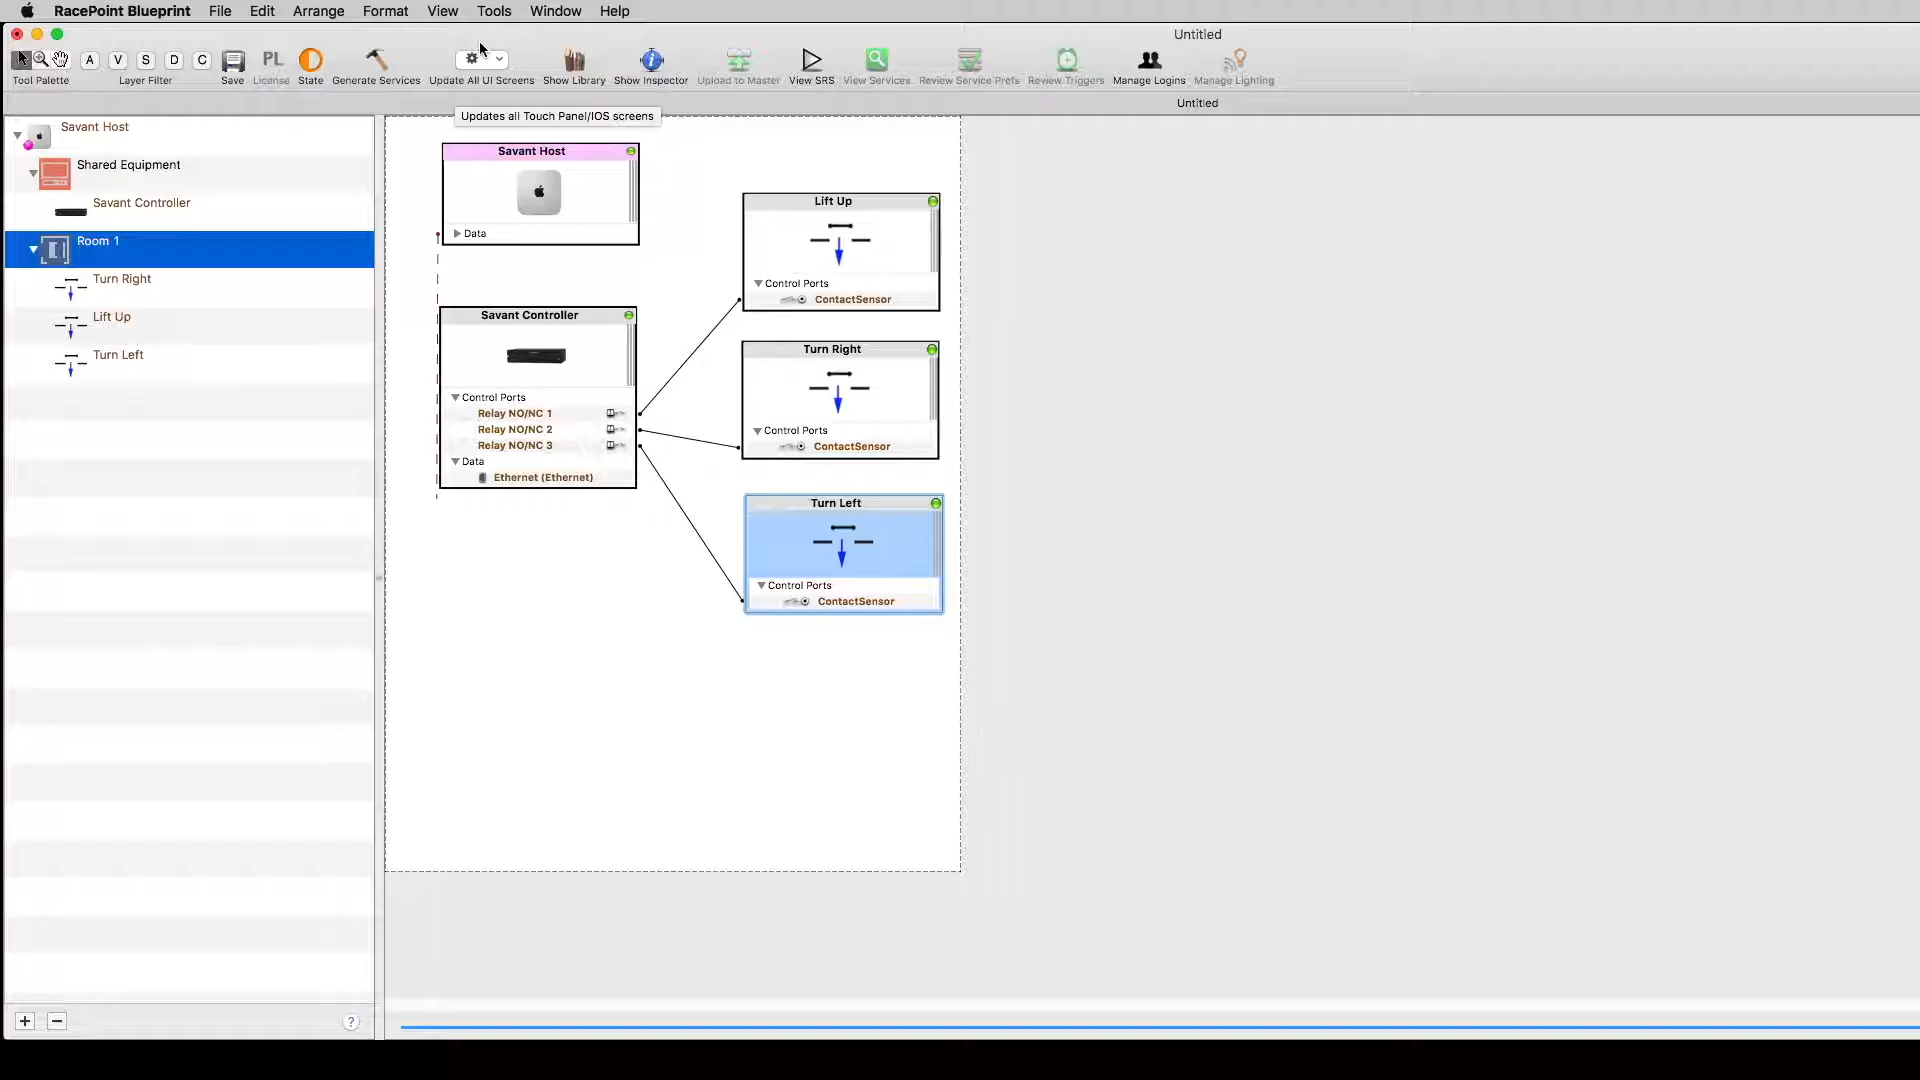 RacePoint Blueprint File Edit Arrange Format View Tools Window Help
Untitled
A V S D C PL
Tool Palette Layer Filter Save License State Generate Services Update All UI Screens Show Library Show Inspector Upload to Master View SRS View Services Review Service Prefs Review Triggers Manage Logins Manage Lighting
Untitled
Updates all Touch Panel/IOS screens
Savant Host
Shared Equipment
Savant Controller
Room 1
Turn Right
Lift Up
Turn Left
Savant Host
Data
Savant Controller
Control Ports
Relay NO/NC 1
Relay NO/NC 2
Relay NO/NC 3
Data
Ethernet (Ethernet)
Lift Up
Control Ports
ContactSensor
Turn Right
Control Ports
ContactSensor
Turn Left
Control Ports
ContactSensor
+ − ?